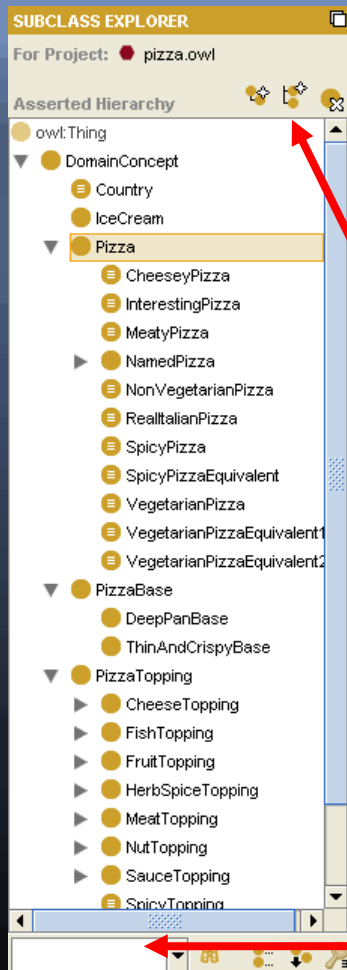 SUBCLASS EXPLORER
For Project: pizza.owl
Asserted Hierarchy
owl:Thing
DomainConcept
Country
IceCream
Pizza
CheeseyPizza
InterestingPizza
MeatyPizza
NamedPizza
NonVegetarianPizza
RealItalianPizza
SpicyPizza
SpicyPizzaEquivalent
VegetarianPizza
VegetarianPizzaEquivalent1
VegetarianPizzaEquivalent2
PizzaBase
DeepPanBase
ThinAndCrispyBase
PizzaTopping
CheeseTopping
FishTopping
FruitTopping
HerbSpiceTopping
MeatTopping
NutTopping
SauceTopping
SpicyTopping